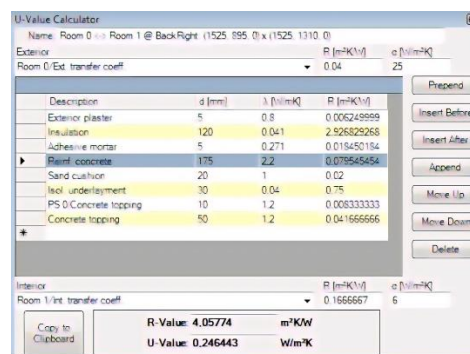 U-Value Calculator
Name: Room 0 <-> Room 1 @ BackRight: (1525, 895, 0) x (1525, 1310, 0)
Exterior R [m²K/W] α [W/m²K]
Room 0/Ext. transfer coeff 0.04 25
Description d [mm] λ [W/mK] R [m²K/W]
Exterior plaster 5 0.8 0.006249999
Insulation 120 0.041 2.926829268
Adhesive mortar 5 0.271 0.018450184
Reinf. concrete 175 2.2 0.079545454
Sand cushion 20 1 0.02
Isol. underlayment 30 0.04 0.75
PS 0/Concrete topping 10 1.2 0.008333333
Concrete topping 50 1.2 0.041666666
Prepend
Insert Before
Insert After
Append
Move Up
Move Down
Delete
Interior R [m²K/W] α [W/m²K]
Room 1/Int. transfer coeff 0.1666667 6
Copy to
Clipboard
R-Value: 4,05774 m²K/W
U-Value: 0,246443 W/m²K